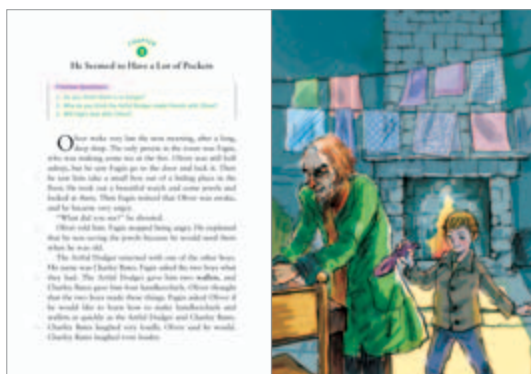 CHAPTER
He Seemed to Have a Lot of Pockets
Oliver woke very late the next morning, after a long,
deep sleep. The only person in the room was Fagin,
who was making some tea at the fire. Oliver was still half
asleep, but he saw Fagin go to the door and lock it. Then
he saw him take a small box out of a hiding place in the
floor. He took out a beautiful watch and some jewels and
looked at them. Then Fagin noticed that Oliver was awake,
and he became very angry.
"What did you see?" he shouted.
Oliver told him. Fagin stopped being angry. He explained
that he was saving the jewels because he would need them
when he was old.
The Artful Dodger returned with one of the other boys.
His name was Charley Bates. Fagin asked the two boys what
they had. The Artful Dodger gave him two wallets, and
Charley Bates gave him four handkerchiefs. Oliver thought
that the two boys made these things. Fagin asked Oliver if
he would like to learn how to make handkerchiefs and
wallets as quickly as the Artful Dodger and Charley Bates.
Charley Bates laughed very loudly. Oliver said he would.
Charley Bates laughed even louder.